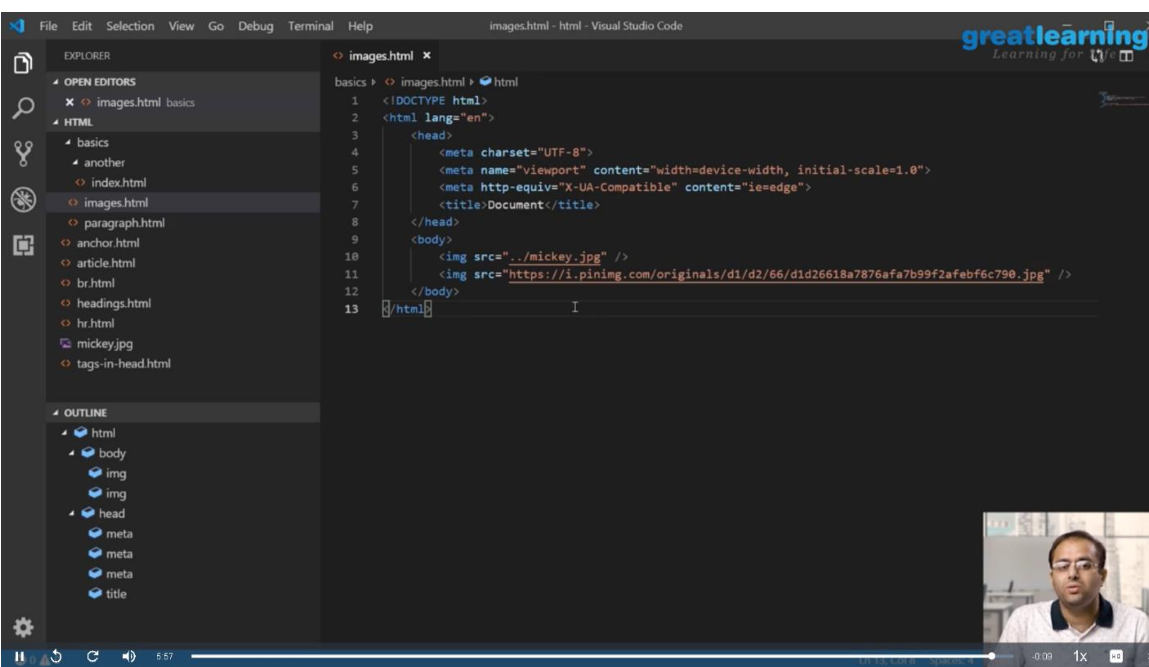 File Edit Selection View Go Debug Terminal Help
images.html - html - Visual Studio Code
greatlearning
Learning for Life
EXPLORER
OPEN EDITORS
images.html basics
HTML
basics
another
index.html
images.html
paragraph.html
anchor.html
article.html
br.html
headings.html
hr.html
mickey.jpg
tags-in-head.html
OUTLINE
html
body
img
img
head
meta
meta
meta
title
images.html
basics images.html html
1 <!DOCTYPE html>
2 <html lang="en">
3 <head>
4 <meta charset="UTF-8">
5 <meta name="viewport" content="width=device-width, initial-scale=1.0">
6 <meta http-equiv="X-UA-Compatible" content="ie=edge">
7 <title>Document</title>
8 </head>
9 <body>
10 <img src="../mickey.jpg" />
11 <img src="https://i.pinimg.com/originals/d1/d2/66/d1d26618a7876afa7b99f2afebf6c790.jpg" />
12 </body>
13 </html>
5:57
-0:09
1x
HD
Ln 13, Col 8 Spaces: 4